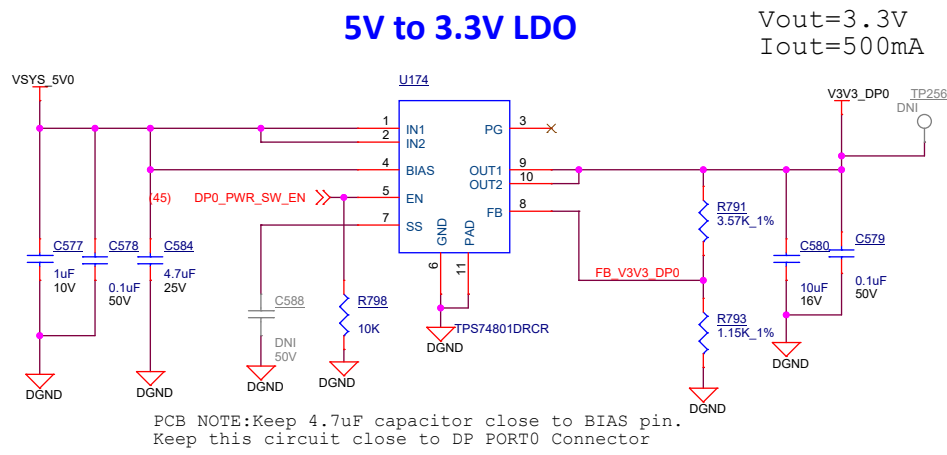 5V to 3.3V LDO
Vout=3.3V
Iout=500mA
VSYS_5V0
U174
V3V3_DP0
TP256
DNI
1
IN1
PG
3
2
IN2
4
BIAS
OUT1
9
OUT2
10
(45)
DP0_PWR_SW_EN
5
EN
FB
8
7
SS
GND
PAD
6
11
R791
3.57K_1%
C577
1uF
10V
C578
0.1uF
50V
C584
4.7uF
25V
C580
10uF
16V
C579
0.1uF
50V
FB_V3V3_DP0
C588
DNI
50V
R798
10K
R793
1.15K_1%
TPS74801DRCR
DGND
DGND
DGND
DGND
DGND
DGND
DGND
PCB NOTE:Keep 4.7uF capacitor close to BIAS pin.
Keep this circuit close to DP PORT0 Connector